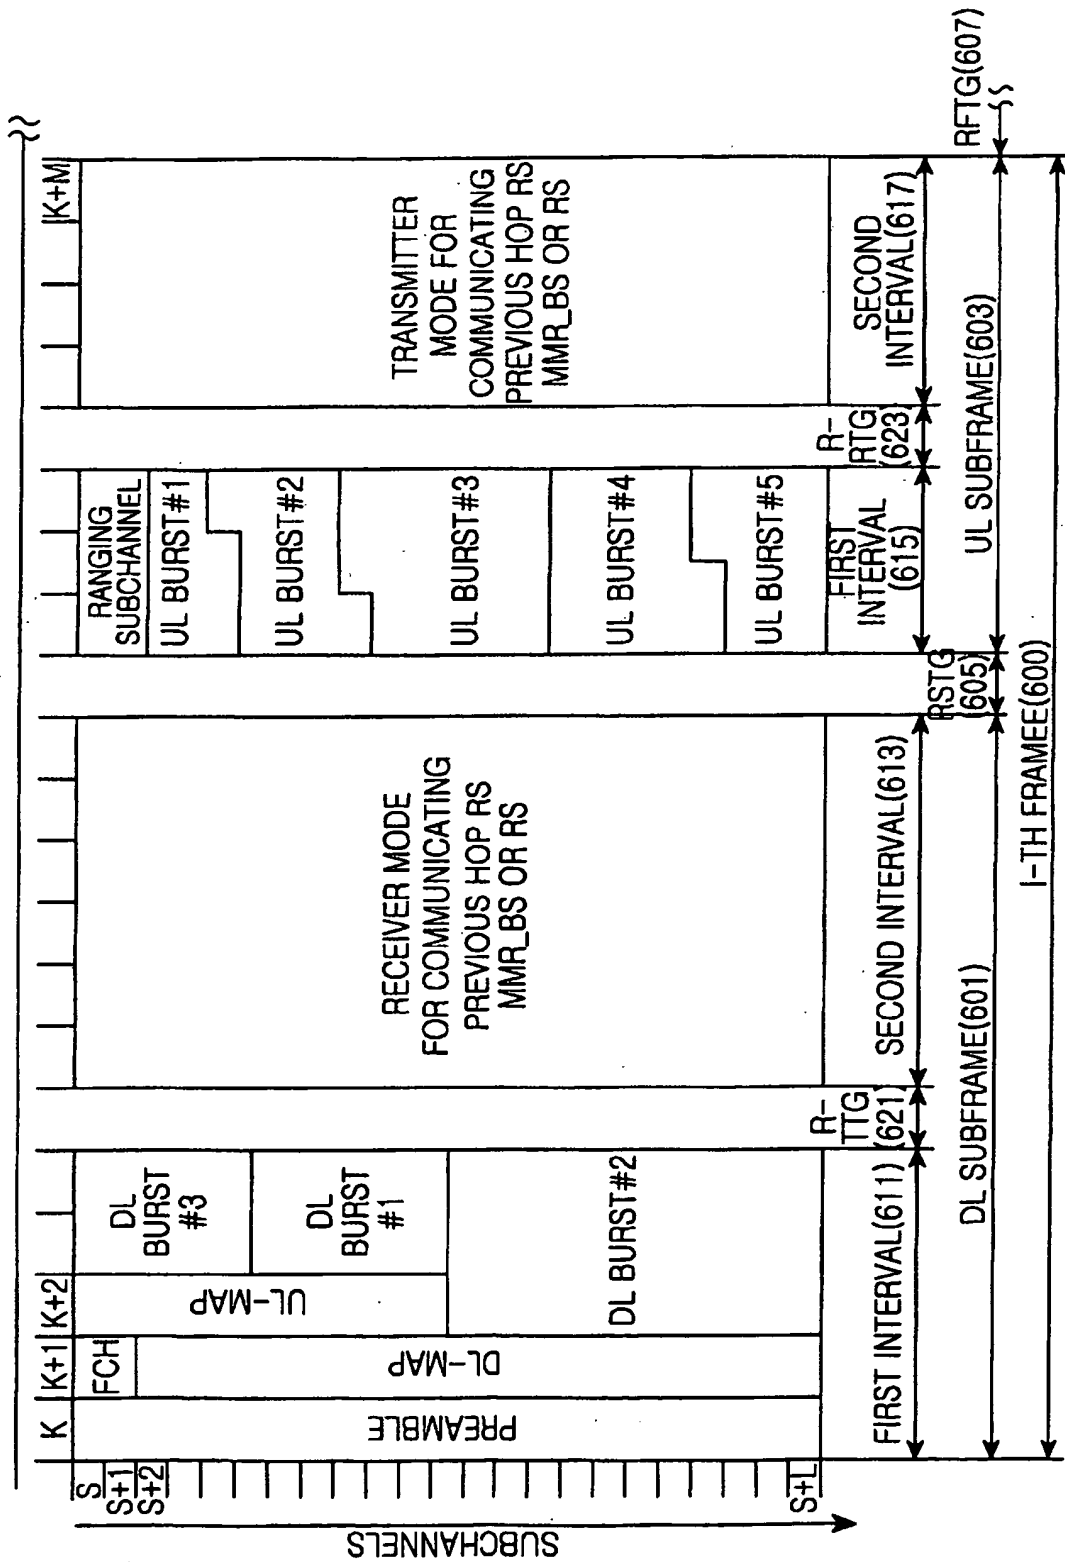 K
K+1
K+2
K+M
SUBCHANNELS
S
S+1
S+2
S+L
PREAMBLE
FCH
DL-MAP
UL-MAP
DL
BURST
#3
DL
BURST
#1
DL BURST#2
RECEIVER MODE
FOR COMMUNICATING
PREVIOUS HOP RS
MMR_BS OR RS
RANGING
SUBCHANNEL
UL BURST#1
UL BURST#2
UL BURST#3
UL BURST#4
UL BURST#5
TRANSMITTER
MODE FOR
COMMUNICATING
PREVIOUS HOP RS
MMR_BS OR RS
FIRST INTERVAL(611)
R-
TTG
(621)
SECOND INTERVAL(613)
RSTG
(605)
FIRST
INTERVAL
(615)
R-
RTG
(623)
SECOND
INTERVAL(617)
DL SUBFRAME(601)
UL SUBFRAME(603)
RFTG(607)
I-TH FRAMEE(600)